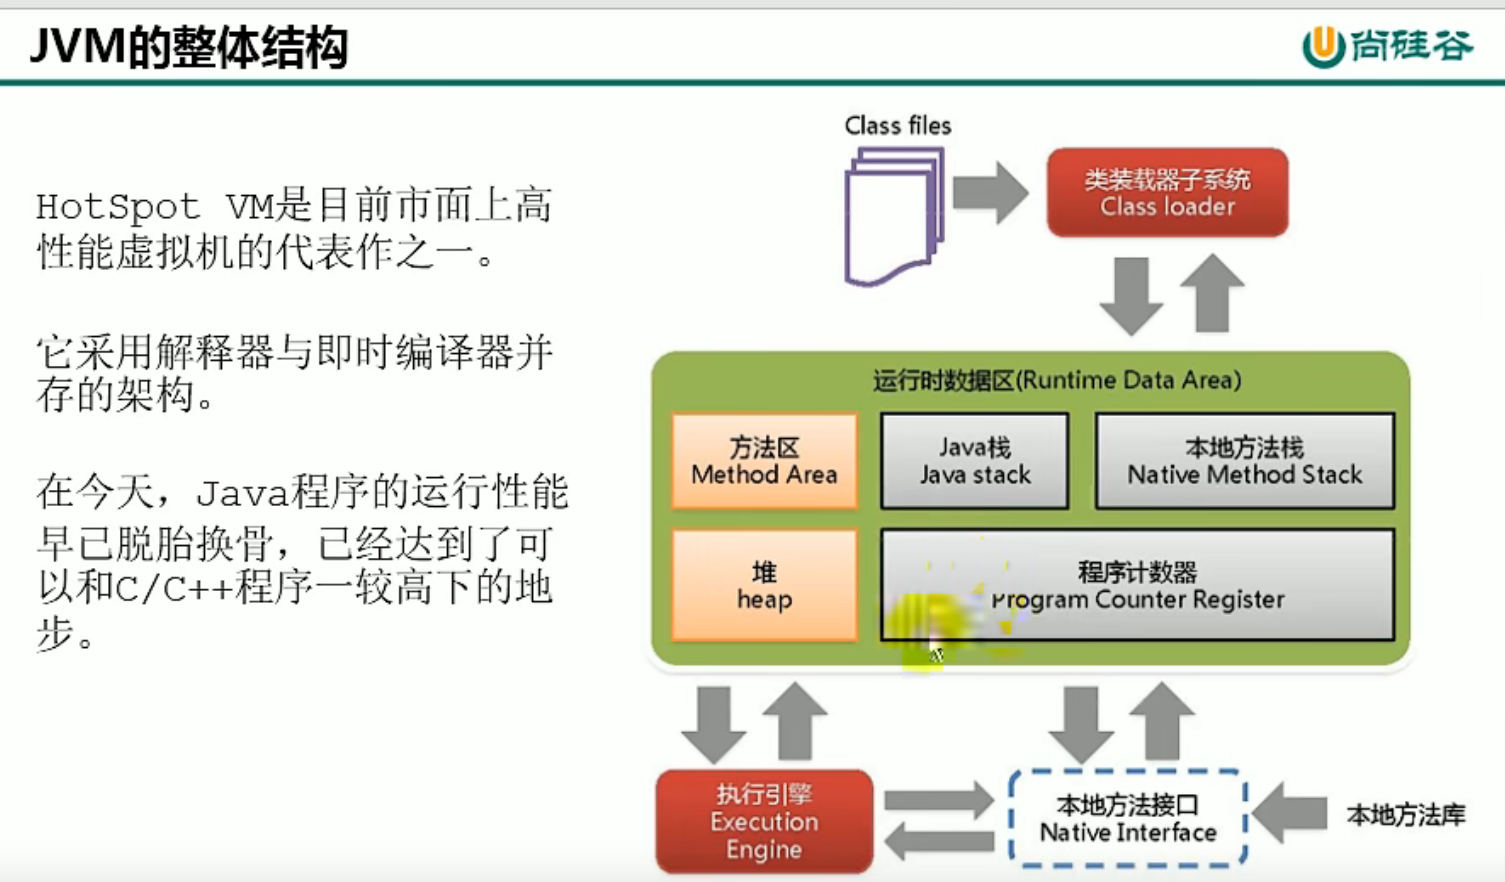 JVM的整体结构
尚硅谷
HotSpot VM是目前市面上高
性能虚拟机的代表作之一。
它采用解释器与即时编译器并
存的架构。
在今天，Java程序的运行性能
早已脱胎换骨，已经达到了可
以和C/C++程序一较高下的地
步。
Class files
类装载器子系统
Class loader
运行时数据区(Runtime Data Area)
方法区
Method Area
Java栈
Java stack
本地方法栈
Native Method Stack
堆
heap
程序计数器
Program Counter Register
执行引擎
Execution
Engine
本地方法接口
Native Interface
本地方法库